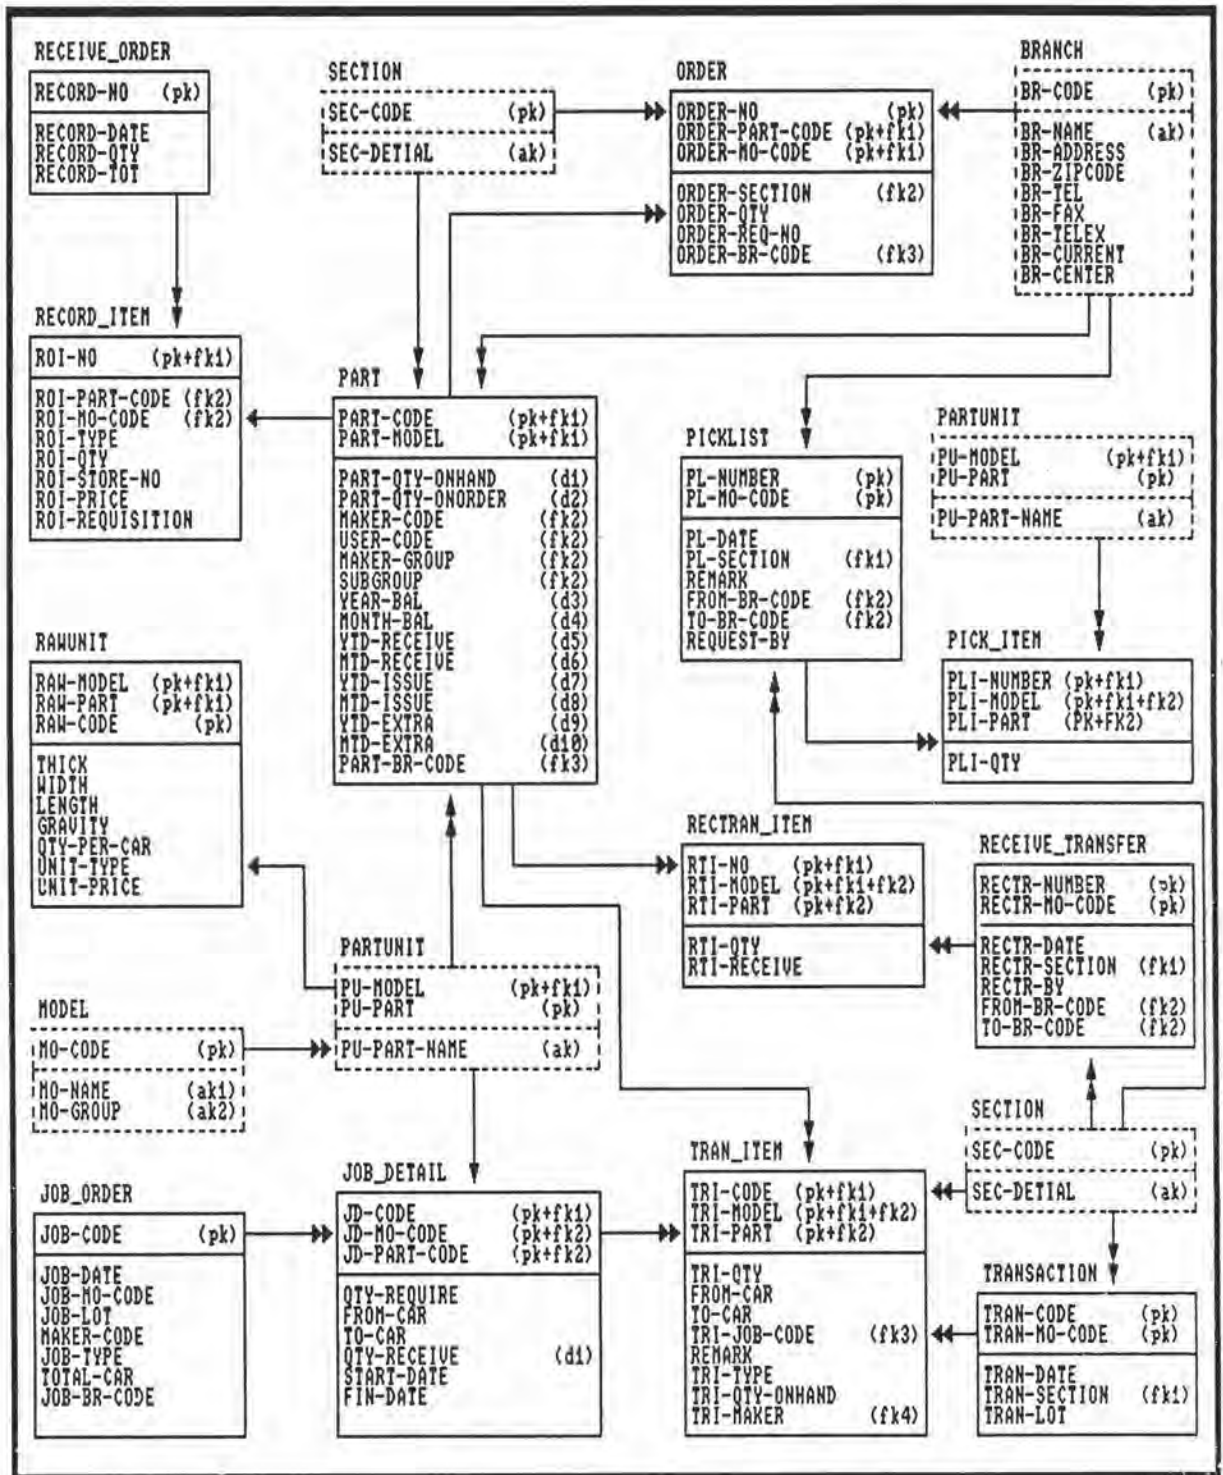 RECEIVE_ORDER
RECORD-NO (pk)
RECORD-DATE
RECORD-QTY
RECORD-TOT
SECTION
SEC-CODE (pk)
SEC-DETIAL (ak)
ORDER
ORDER-NO (pk)
ORDER-PART-CODE (pk+fk1)
ORDER-MO-CODE (pk+fk1)
ORDER-SECTION (fk2)
ORDER-QTY
ORDER-REQ-NO
ORDER-BR-CODE (fk3)
BRANCH
BR-CODE (pk)
BR-NAME (ak)
BR-ADDRESS
BR-ZIPCODE
BR-TEL
BR-FAX
BR-TELEX
BR-CURRENT
BR-CENTER
RECORD_ITEM
ROI-NO (pk+fk1)
ROI-PART-CODE (fk2)
ROI-MO-CODE (fk2)
ROI-TYPE
ROI-QTY
ROI-STORE-NO
ROI-PRICE
ROI-REQUISITION
PART
PART-CODE (pk+fk1)
PART-MODEL (pk+fk1)
PART-QTY-ONHAND (d1)
PART-QTY-ONORDER (d2)
MAKER-CODE (fk2)
USER-CODE (fk2)
MAKER-GROUP (fk2)
SUBGROUP (fk2)
YEAR-BAL (d3)
MONTH-BAL (d4)
YTD-RECEIVE (d5)
MTD-RECEIVE (d6)
YTD-ISSUE (d7)
MTD-ISSUE (d8)
YTD-EXTRA (d9)
MTD-EXTRA (d10)
PART-BR-CODE (fk3)
PICKLIST
PL-NUMBER (pk)
PL-MO-CODE (pk)
PL-DATE
PL-SECTION (fk1)
REMARK
FROM-BR-CODE (fk2)
TO-BR-CODE (fk2)
REQUEST-BY
PARTUNIT
PU-MODEL (pk+fk1)
PU-PART (pk)
PU-PART-NAME (ak)
PICK_ITEM
PLI-NUMBER (pk+fk1)
PLI-MODEL (pk+fk1+fk2)
PLI-PART (PK+FK2)
PLI-QTY
RAWUNIT
RAW-MODEL (pk+fk1)
RAW-PART (pk+fk1)
RAW-CODE (pk)
THICK
WIDTH
LENGTH
GRAVITY
QTY-PER-CAR
UNIT-TYPE
UNIT-PRICE
RECTRAN_ITEM
RTI-NO (pk+fk1)
RTI-MODEL (pk+fk1+fk2)
RTI-PART (pk+fk2)
RTI-QTY
RTI-RECEIVE
RECEIVE_TRANSFER
RECTR-NUMBER (pk)
RECTR-MO-CODE (pk)
RECTR-DATE
RECTR-SECTION (fk1)
RECTR-BY
FROM-BR-CODE (fk2)
TO-BR-CODE (fk2)
PARTUNIT
PU-MODEL (pk+fk1)
PU-PART (pk)
PU-PART-NAME (ak)
MODEL
MO-CODE (pk)
MO-NAME (ak1)
MO-GROUP (ak2)
SECTION
SEC-CODE (pk)
SEC-DETIAL (ak)
JOB_ORDER
JOB-CODE (pk)
JOB-DATE
JOB-MO-CODE
JOB-LOT
MAKER-CODE
JOB-TYPE
TOTAL-CAR
JOB-BR-CODE
JOB_DETAIL
JD-CODE (pk+fk1)
JD-MO-CODE (pk+fk2)
JD-PART-CODE (pk+fk2)
QTY-REQUIRE
FROM-CAR
TO-CAR
QTY-RECEIVE (d1)
START-DATE
FIN-DATE
TRAN_ITEM
TRI-CODE (pk+fk1)
TRI-MODEL (pk+fk1+fk2)
TRI-PART (pk+fk2)
TRI-QTY
FROM-CAR
TO-CAR
TRI-JOB-CODE (fk3)
REMARK
TRI-TYPE
TRI-QTY-ONHAND
TRI-MAKER (fk4)
TRANSACTION
TRAN-CODE (pk)
TRAN-MO-CODE (pk)
TRAN-DATE
TRAN-SECTION (fk1)
TRAN-LOT